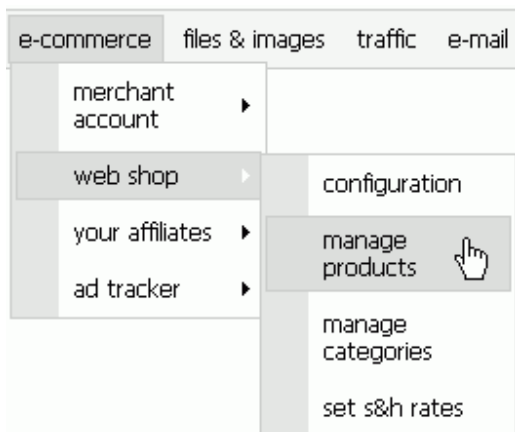 e-commerce files & images traffic e-mail
merchant
account
web shop
your affiliates
ad tracker
configuration
manage
products
manage
categories
set s&h rates